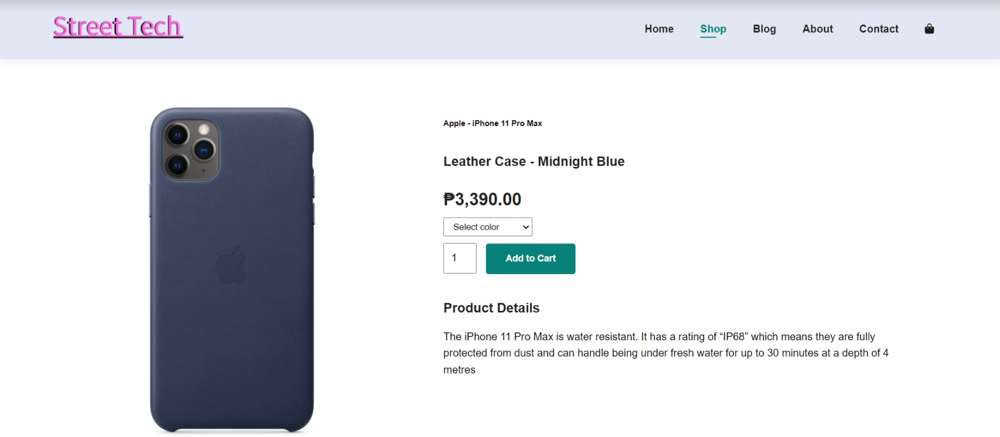 Street Tech
Home Shop Blog About Contact
Apple - iPhone 11 Pro Max
Leather Case - Midnight Blue
₱3,390.00
Select color
1 Add to Cart
Product Details
The iPhone 11 Pro Max is water resistant. It has a rating of “IP68” which means they are fully
protected from dust and can handle being under fresh water for up to 30 minutes at a depth of 4
metres